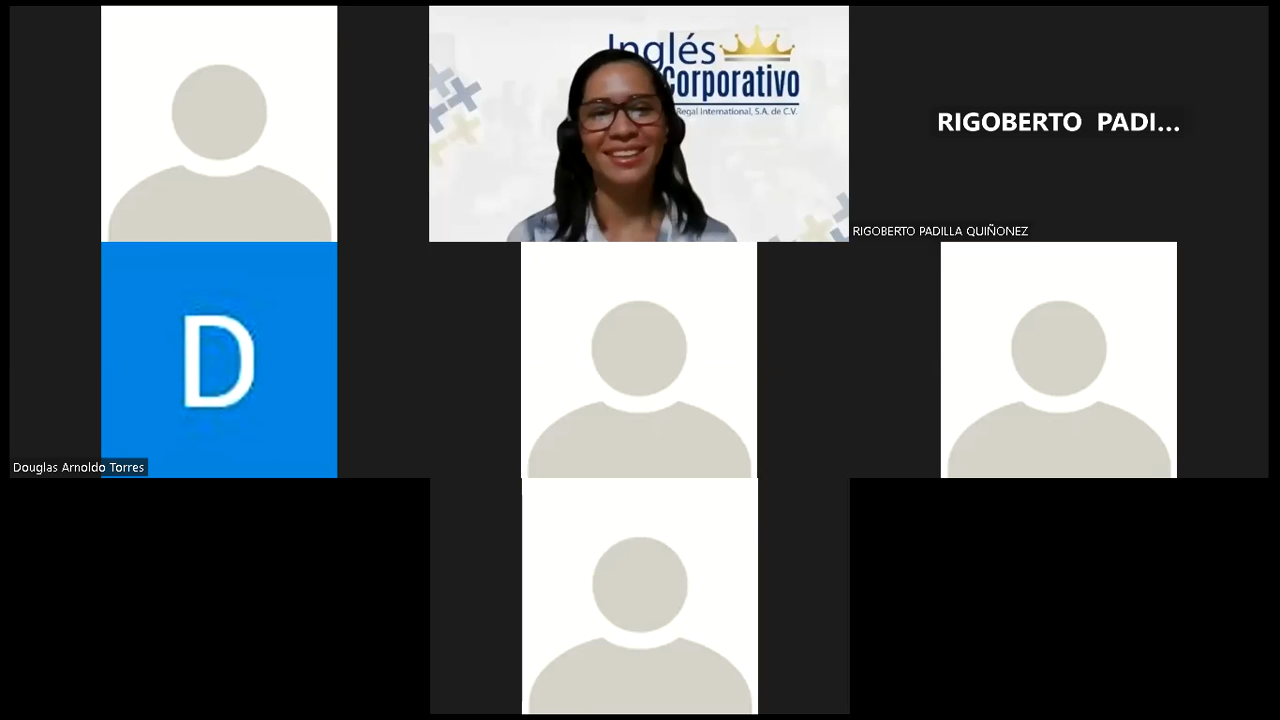 Inglés
Corporativo
Regal International, S.A. de C.V.
RIGOBERTO PADI...
RIGOBERTO PADILLA QUIÑONEZ
D
Douglas Arnoldo Torres